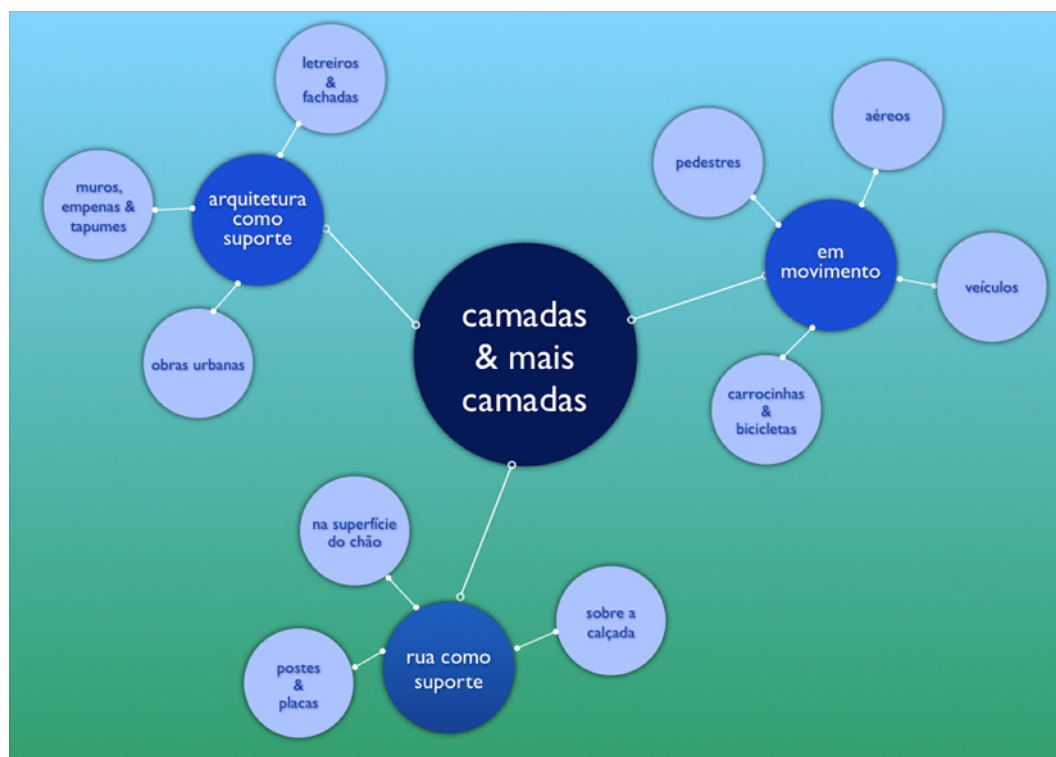 camadas
& mais
camadas
arquitetura
como
suporte
letreiros
&
fachadas
muros,
empenas &
tapumes
obras urbanas
em
movimento
pedestres
aéreos
veículos
carrocinhas
&
bicicletas
rua como
suporte
na superfície
do chão
sobre a
calçada
postes
&
placas